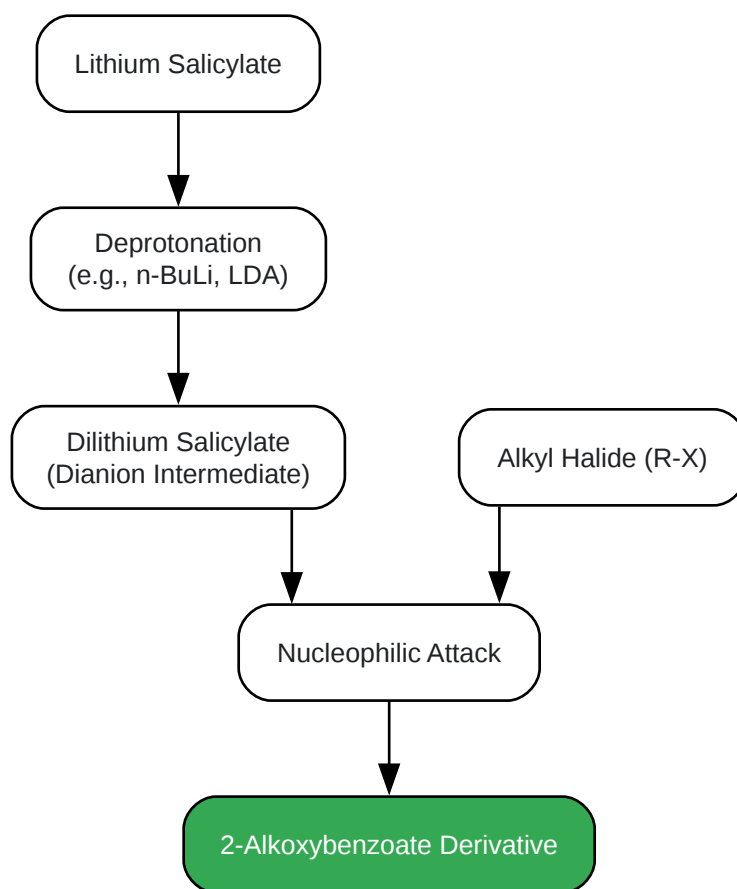 Lithium Salicylate
Deprotonation
(e.g., n-BuLi, LDA)
Dilithium Salicylate
(Dianion Intermediate)
Alkyl Halide (R-X)
Nucleophilic Attack
2-Alkoxybenzoate Derivative